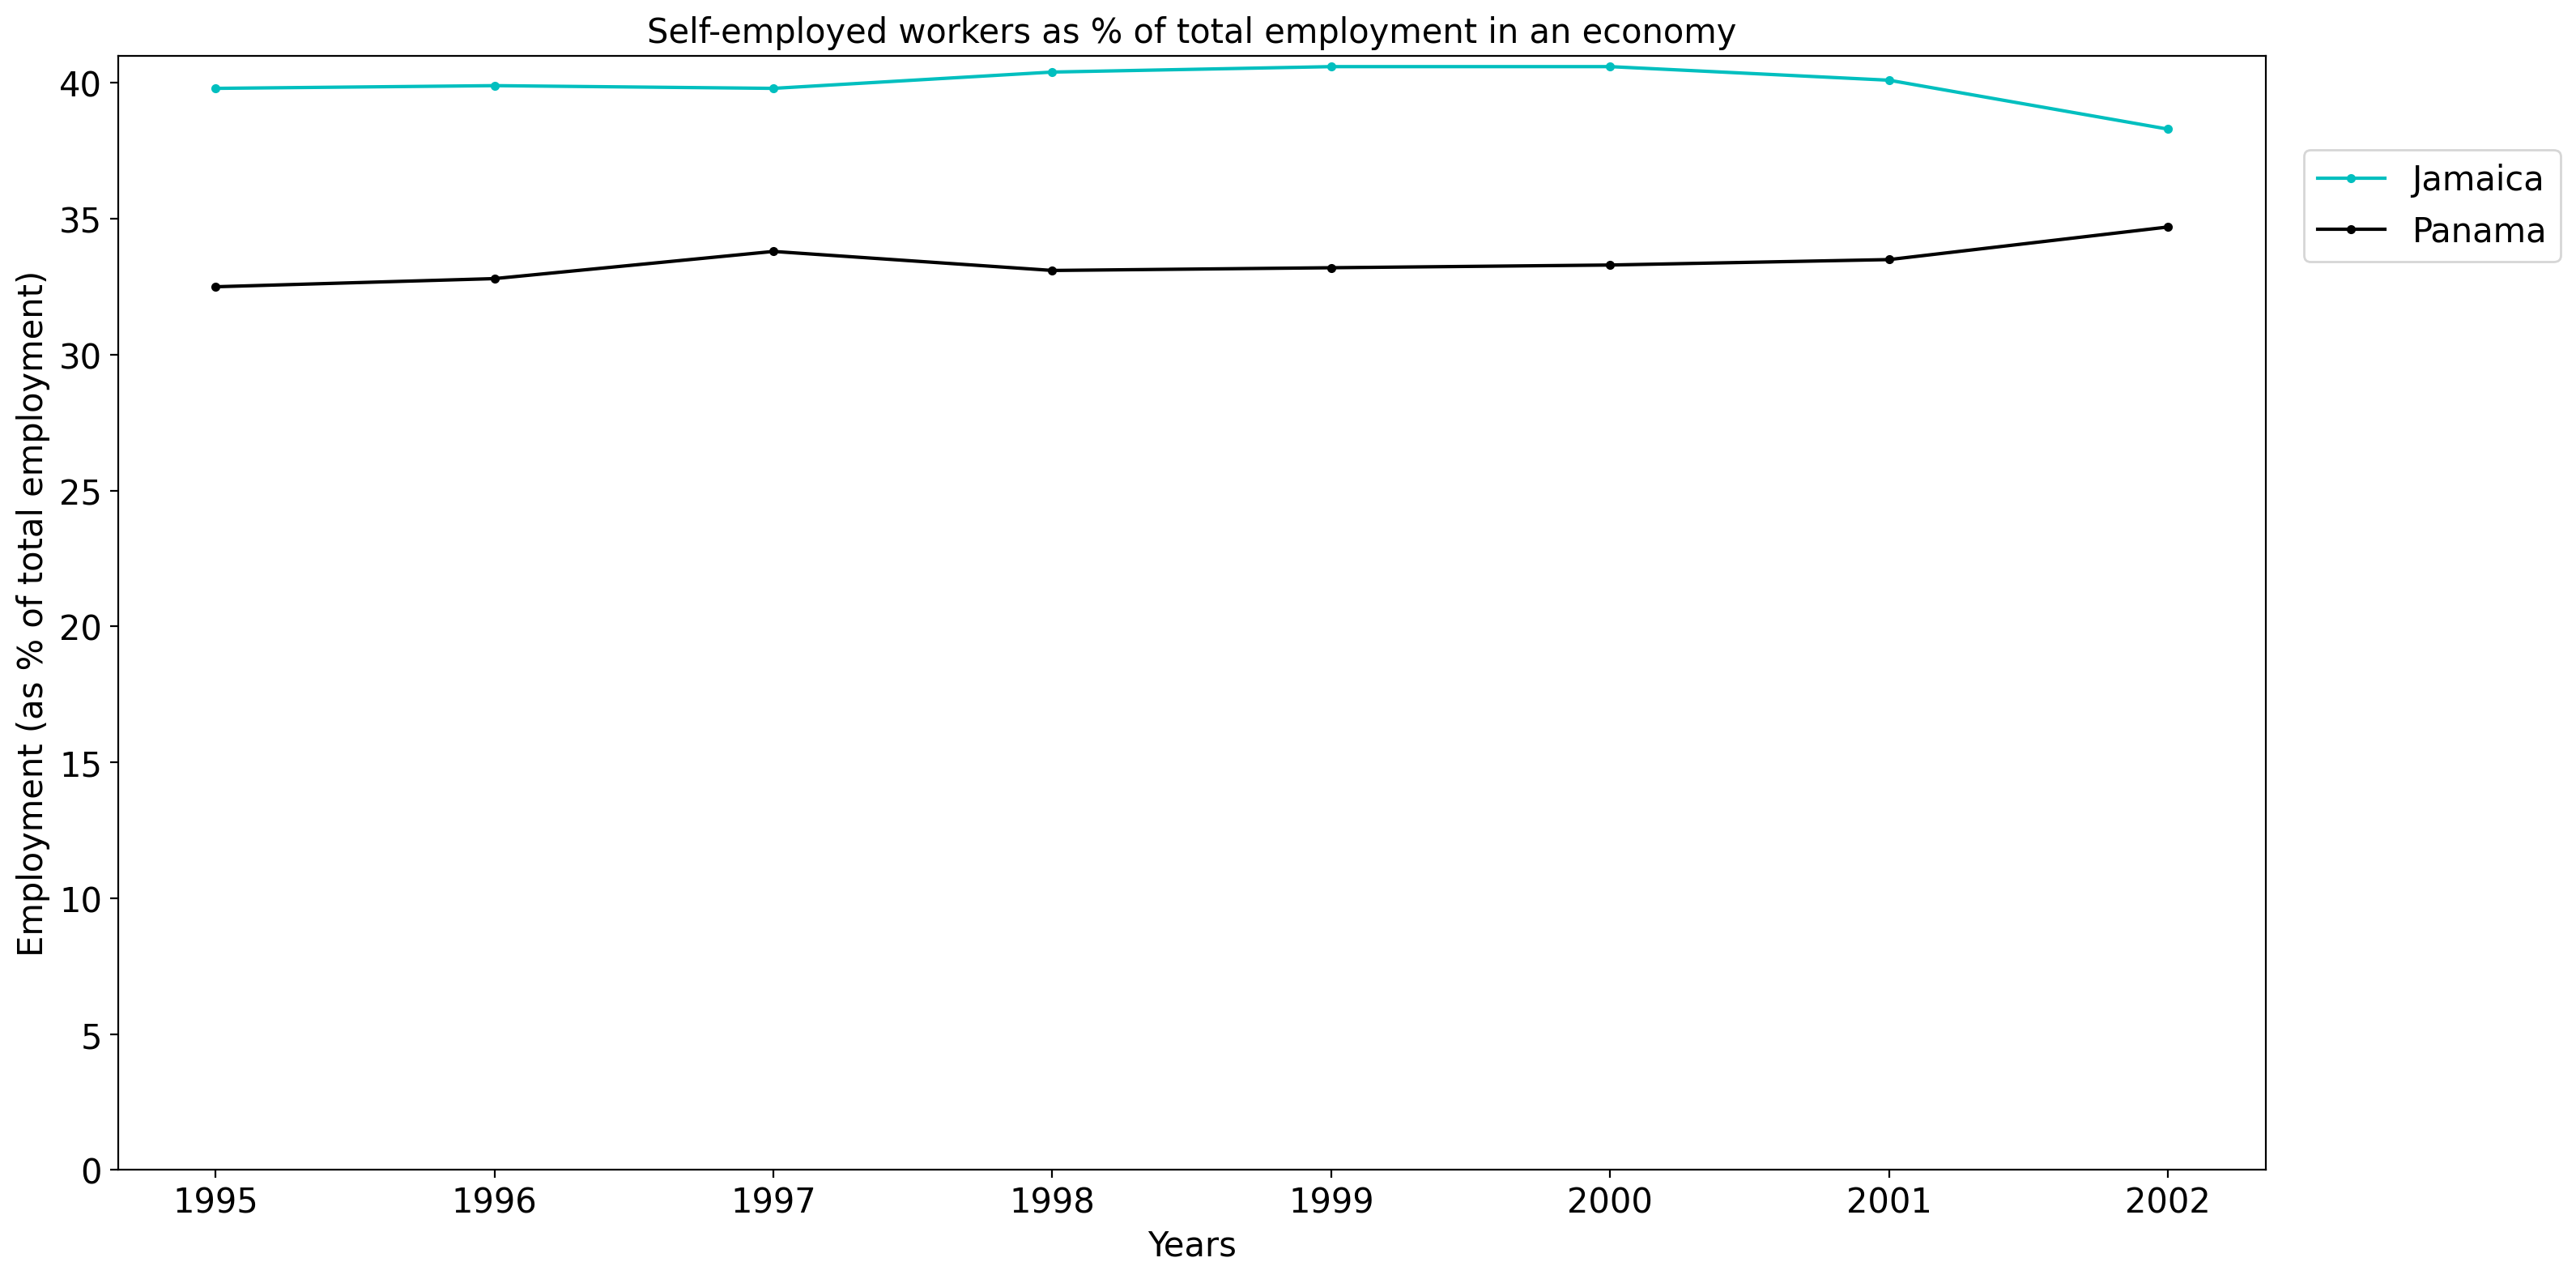 Self-employed workers as % of total employment in an economy
Employment (as % of total employment)
40
35
30
25
20
15
10
5
0
1995 1996 1997 1998 1999 2000 2001 2002
Years
Jamaica
Panama